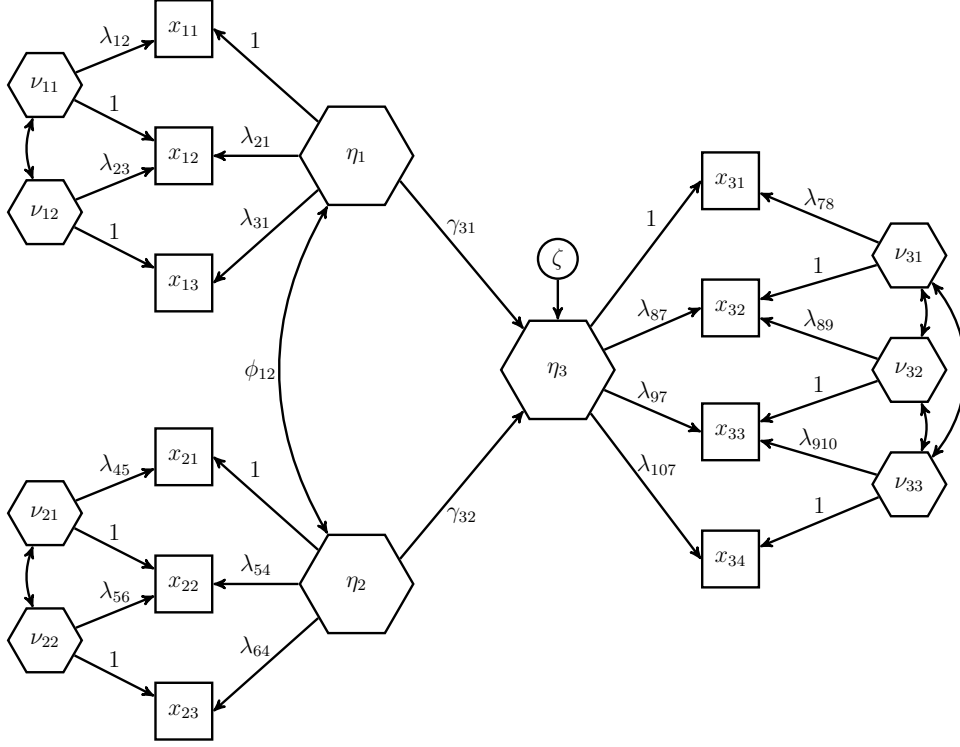 x₁₁
λ₁₂
1
ν₁₁
1
λ₂₁
x₁₂
η₁
λ₂₃
ν₁₂
λ₃₁
1
x₁₃
γ₃₁
ζ
x₃₁
λ₇₈
1
ν₃₁
1
λ₈₇
x₃₂
λ₈₉
ϕ₁₂
η₃
ν₃₂
1
λ₉₇
x₃₃
λ₉₁₀
λ₁₀₇
ν₃₃
1
x₃₄
x₂₁
λ₄₅
1
ν₂₁
1
γ₃₂
λ₅₄
x₂₂
η₂
λ₅₆
ν₂₂
λ₆₄
1
x₂₃